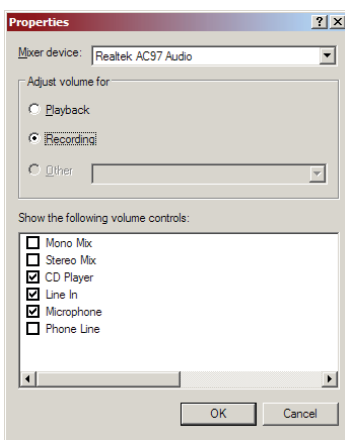 Properties
Mixer device: Realtek AC97 Audio
Adjust volume for
Playback
Recording
Other
Show the following volume controls:
Mono Mix
Stereo Mix
CD Player
Line In
Microphone
Phone Line
OK Cancel